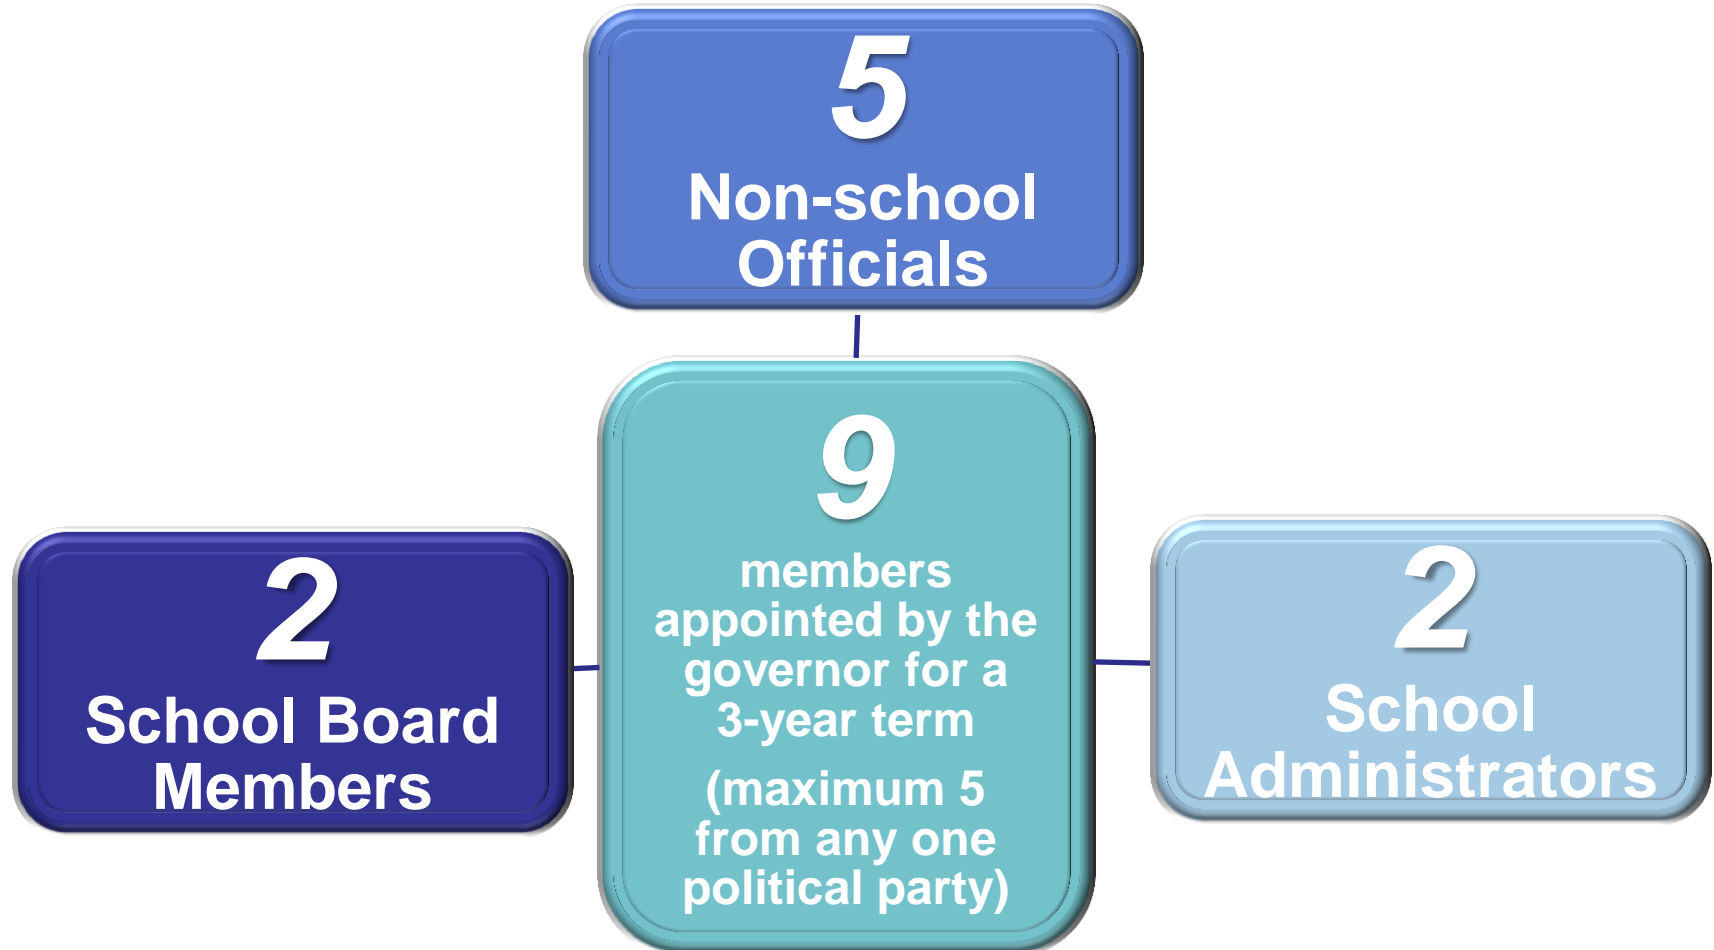 5
Non-school
Officials
9
members
appointed by the
governor for a
3-year term
(maximum 5
from any one
political party)
2
School Board
Members
2
School
Administrators